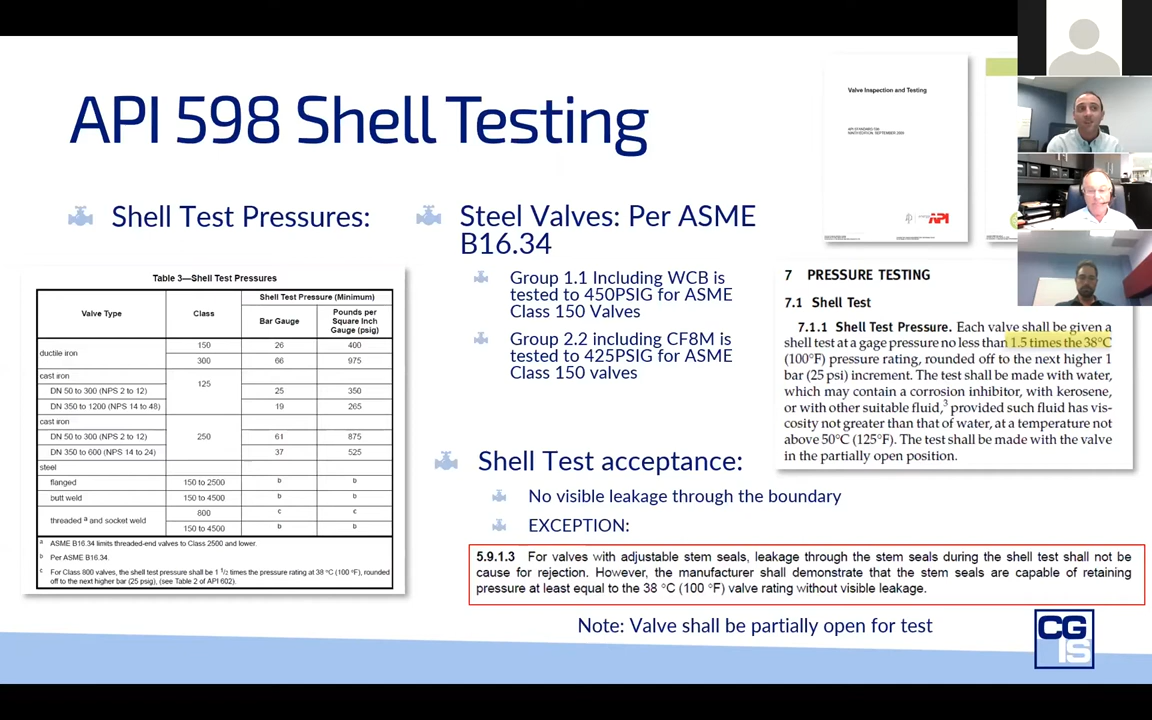 API 598 Shell Testing
Shell Test Pressures:
Table 3—Shell Test Pressures
Valve Type
Class
Shell Test Pressure (Minimum)
Bar Gauge
Pounds per
Square Inch
Gauge (psig)
ductile iron
150 26 400
300 66 975
cast iron
125
DN 50 to 300 (NPS 2 to 12) 25 350
DN 350 to 1200 (NPS 14 to 48) 19 265
cast iron
250
DN 50 to 300 (NPS 2 to 12) 61 875
DN 350 to 600 (NPS 14 to 24) 37 525
steel
flanged 150 to 2500 b b
butt weld 150 to 4500 b b
threaded a and socket weld
800 c c
150 to 4500 b b
a ASME B16.34 limits threaded-end valves to Class 2500 and lower.
b Per ASME B16.34.
c For Class 800 valves, the shell test pressure shall be 1 1/2 times the pressure rating at 38 °C (100 °F), rounded
off to the next higher bar (25 psig), (see Table 2 of API 602).
Steel Valves: Per ASME
B16.34
Group 1.1 Including WCB is
tested to 450PSIG for ASME
Class 150 Valves
Group 2.2 including CF8M is
tested to 425PSIG for ASME
Class 150 valves
Valve Inspection and Testing
API
7 PRESSURE TESTING
7.1 Shell Test
7.1.1 Shell Test Pressure. Each valve shall be given a
shell test at a gage pressure no less than 1.5 times the 38°C
(100°F) pressure rating, rounded off to the next higher 1
bar (25 psi) increment. The test shall be made with water,
which may contain a corrosion inhibitor, with kerosene,
or with other suitable fluid,3 provided such fluid has vis-
cosity not greater than that of water, at a temperature not
above 50°C (125°F). The test shall be made with the valve
in the partially open position.
Shell Test acceptance:
No visible leakage through the boundary
EXCEPTION:
5.9.1.3 For valves with adjustable stem seals, leakage through the stem seals during the shell test shall not be
cause for rejection. However, the manufacturer shall demonstrate that the stem seals are capable of retaining
pressure at least equal to the 38 °C (100 °F) valve rating without visible leakage.
Note: Valve shall be partially open for test
CG
IS